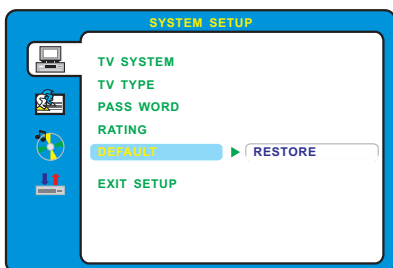 SYSTEM SETUP
TV SYSTEM
TV TYPE
PASS WORD
RATING
DEFAULT RESTORE
EXIT SETUP